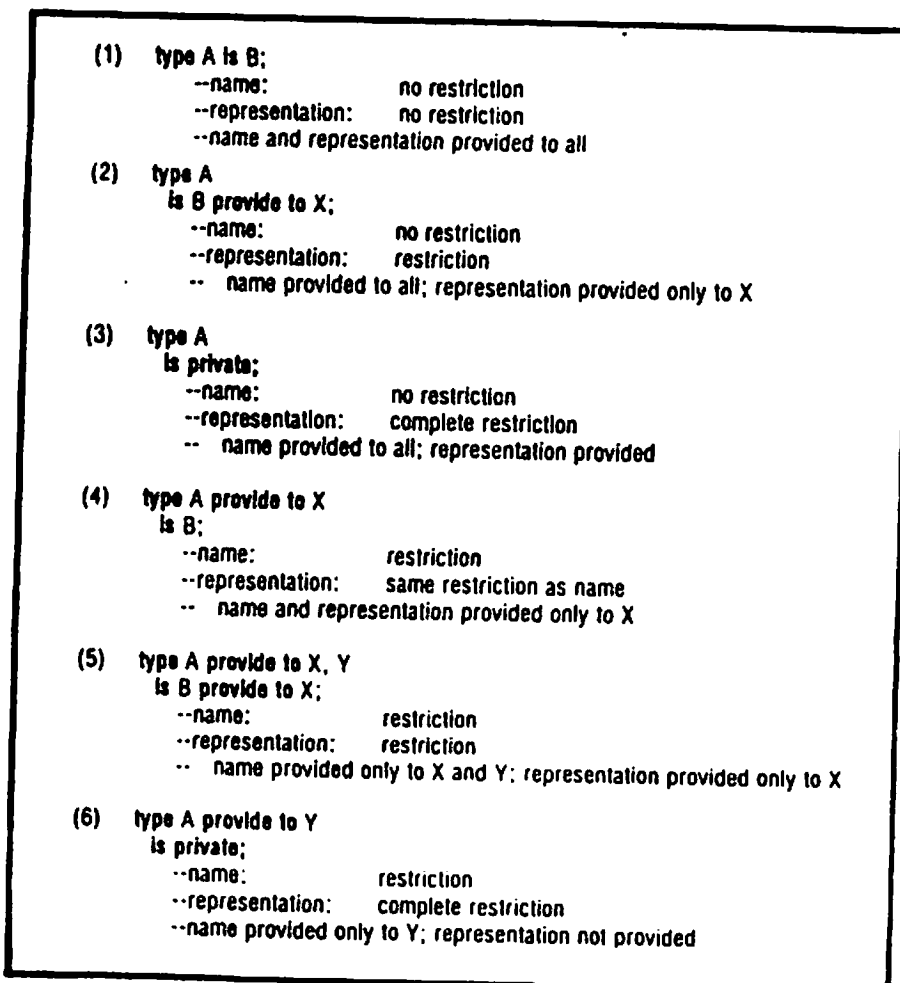 (1) type A is B;
--name: no restriction
--representation: no restriction
--name and representation provided to all
(2) type A
is B provide to X;
--name: no restriction
--representation: restriction
-- name provided to all; representation provided only to X
(3) type A
is private;
--name: no restriction
--representation: complete restriction
-- name provided to all; representation provided
(4) type A provide to X
is B;
--name: restriction
--representation: same restriction as name
-- name and representation provided only to X
(5) type A provide to X, Y
is B provide to X;
--name: restriction
--representation: restriction
-- name provided only to X and Y; representation provided only to X
(6) type A provide to Y
is private;
--name: restriction
--representation: complete restriction
--name provided only to Y; representation not provided